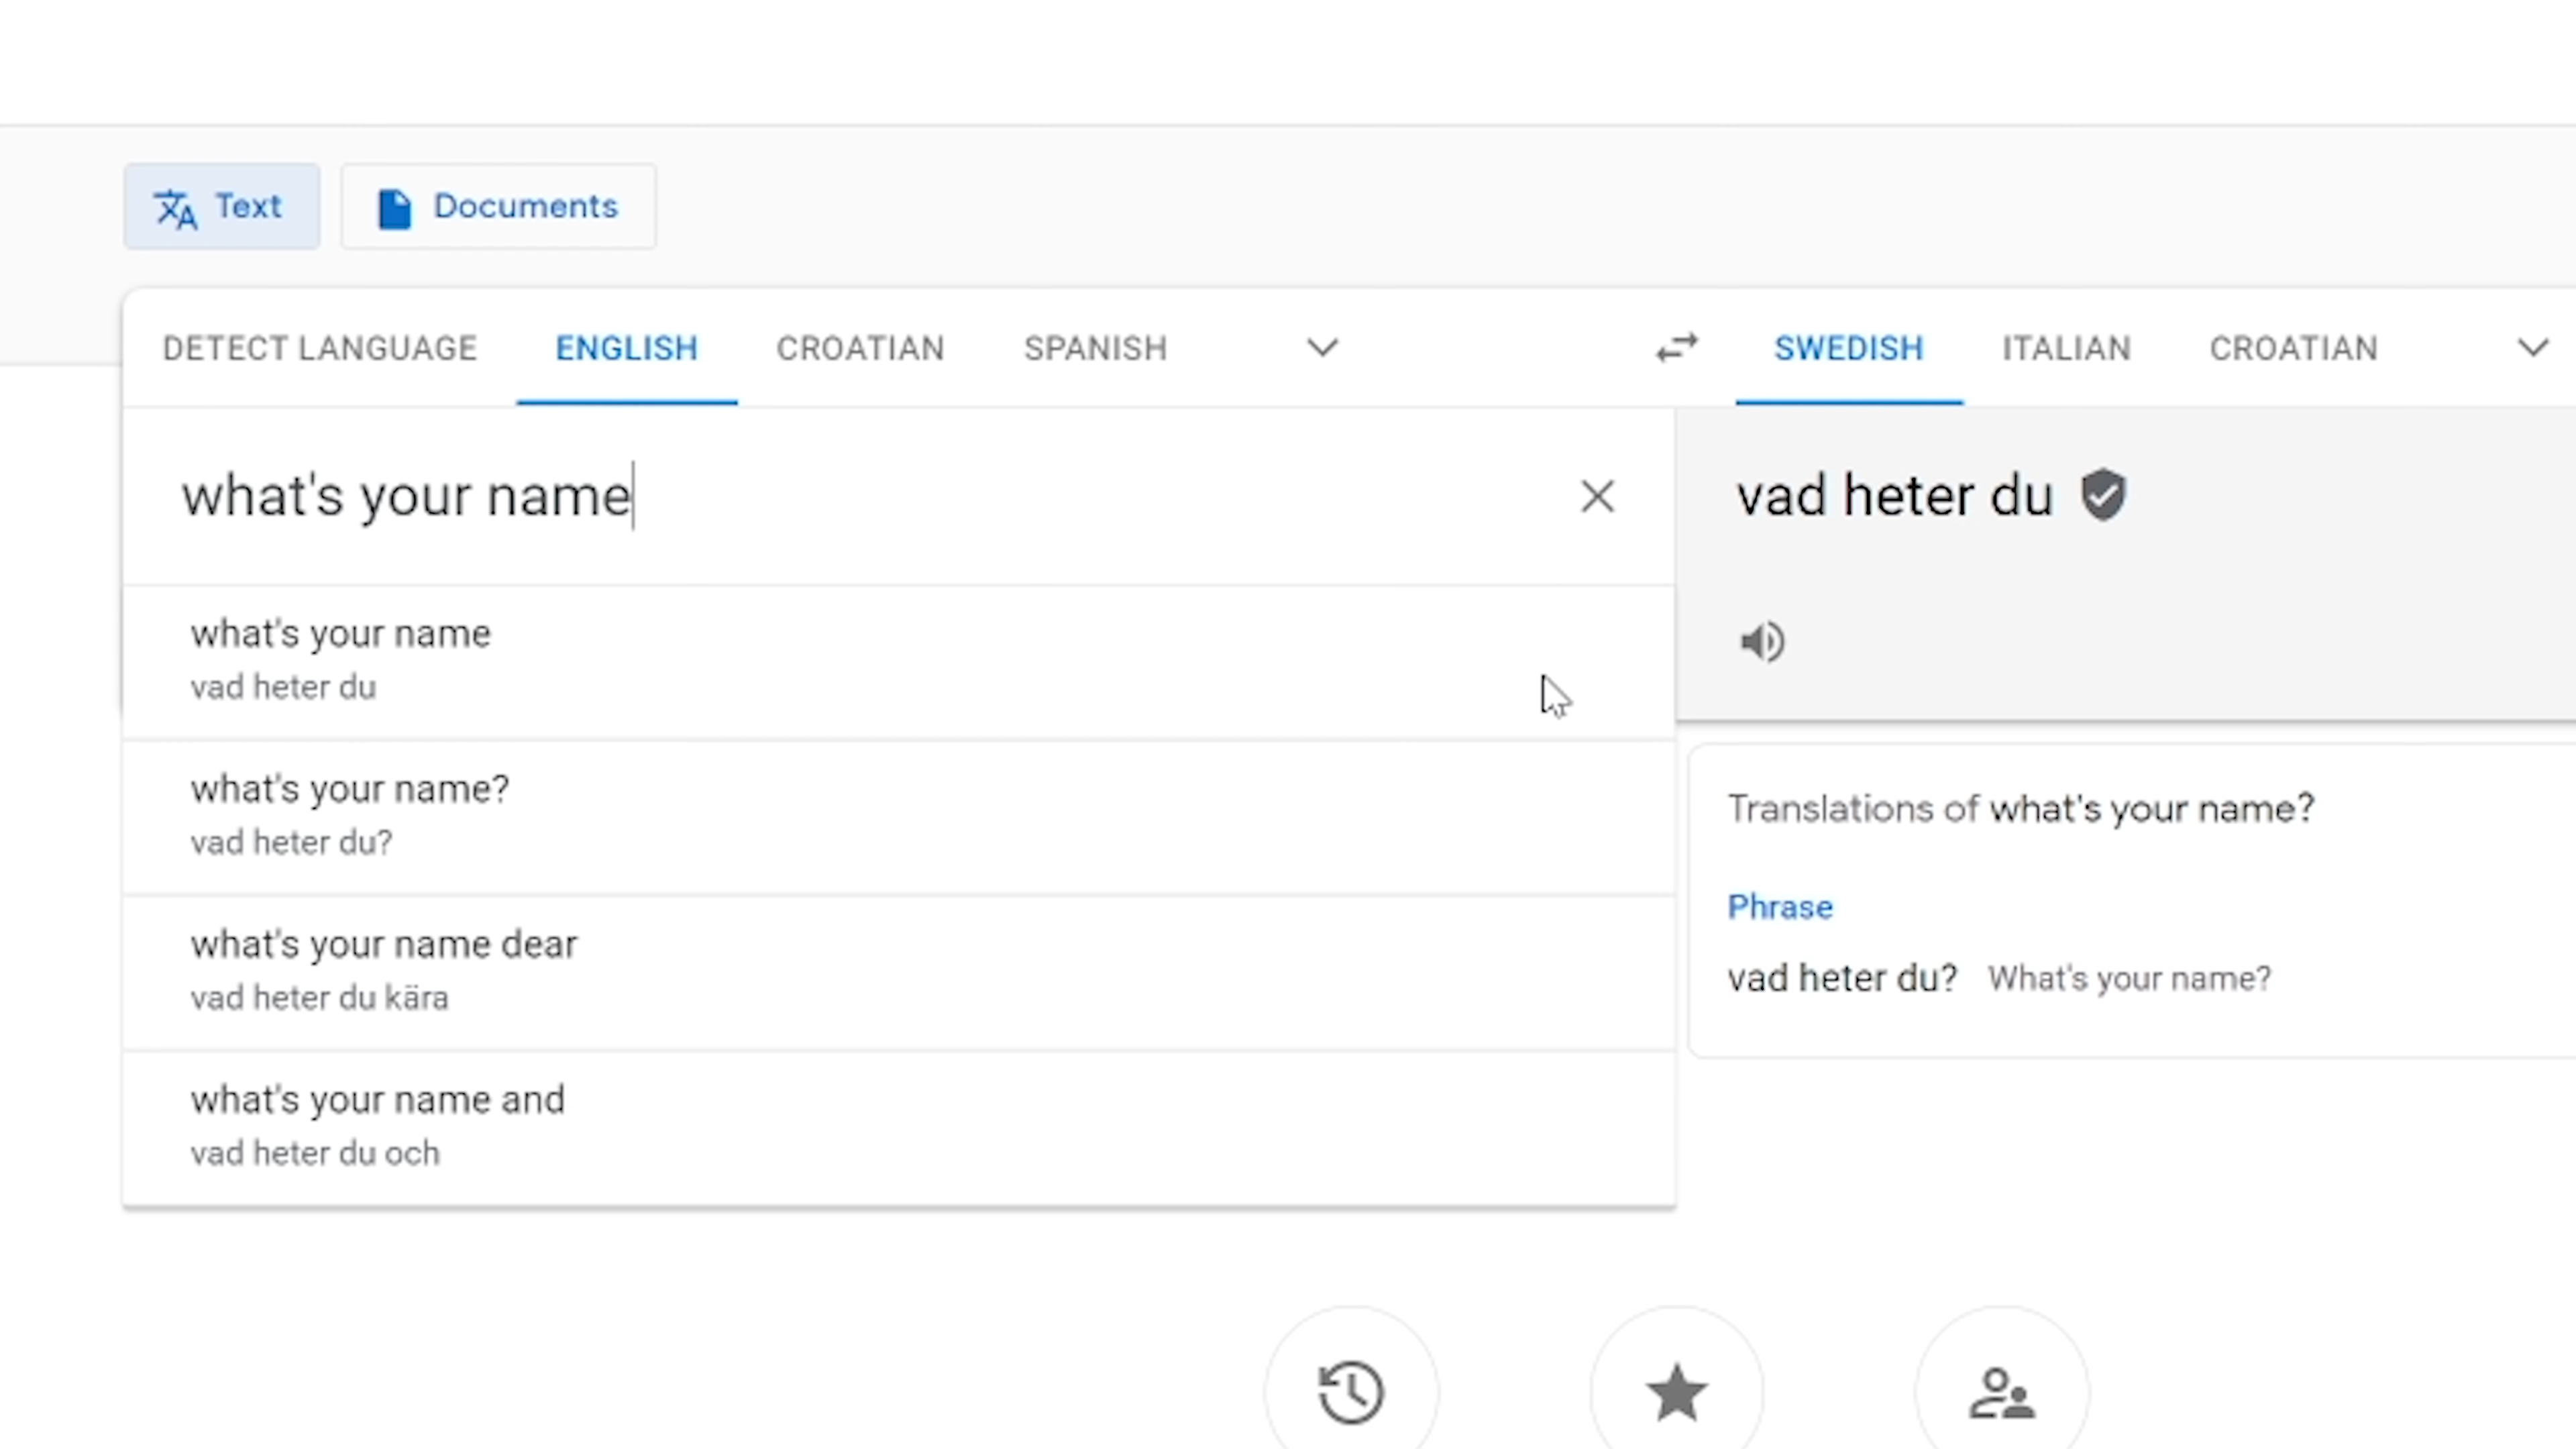 Text
Documents
DETECT LANGUAGE ENGLISH CROATIAN SPANISH SWEDISH ITALIAN CROATIAN
what's your name
vad heter du
what's your name
vad heter du
what's your name?
vad heter du?
what's your name dear
vad heter du kära
what's your name and
vad heter du och
Translations of what's your name?
Phrase
vad heter du? What's your name?